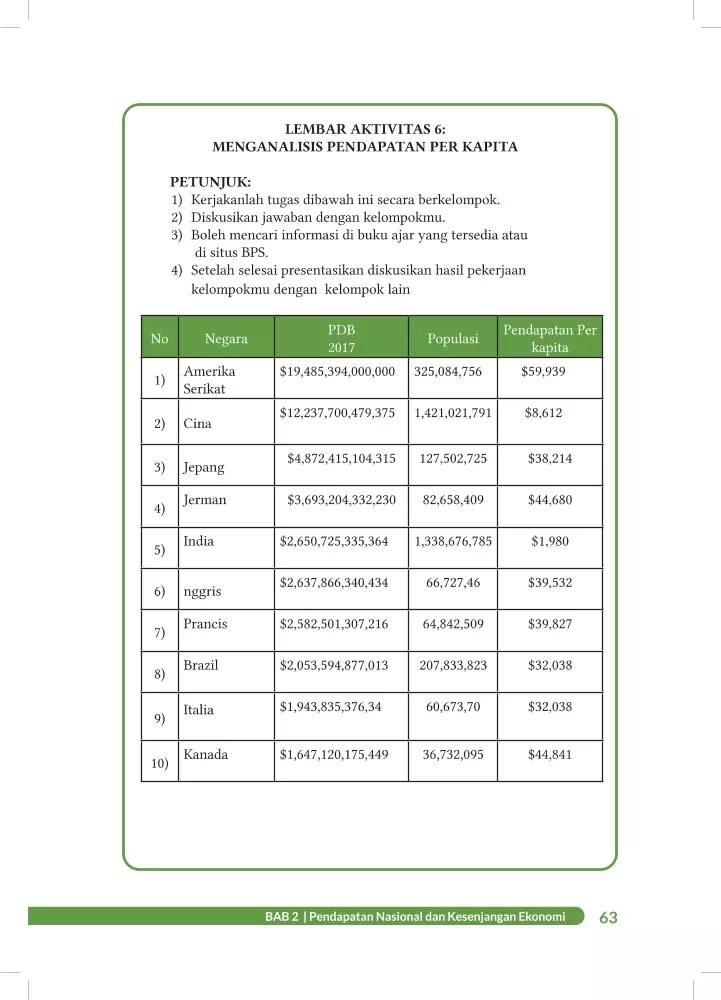 LEMBAR AKTIVITAS 6:
MENGANALISIS PENDAPATAN PER KAPITA
PETUNJUK:
1) Kerjakanlah tugas dibawah ini secara berkelompok.
2) Diskusikan jawaban dengan kelompokmu.
3) Boleh mencari informasi di buku ajar yang tersedia atau
di situs BPS.
4) Setelah selesai presentasikan diskusikan hasil pekerjaan
kelompokmu dengan kelompok lain
No Negara PDB 2017 Populasi Pendapatan Per kapita
1) Amerika Serikat $19,485,394,000,000 325,084,756 $59,939
2) Cina $12,237,700,479,375 1,421,021,791 $8,612
3) Jepang $4,872,415,104,315 127,502,725 $38,214
4) Jerman $3,693,204,332,230 82,658,409 $44,680
5) India $2,650,725,335,364 1,338,676,785 $1,980
6) nggris $2,637,866,340,434 66,727,46 $39,532
7) Prancis $2,582,501,307,216 64,842,509 $39,827
8) Brazil $2,053,594,877,013 207,833,823 $32,038
9) Italia $1,943,835,376,34 60,673,70 $32,038
10) Kanada $1,647,120,175,449 36,732,095 $44,841
BAB 2 | Pendapatan Nasional dan Kesenjangan Ekonomi 63